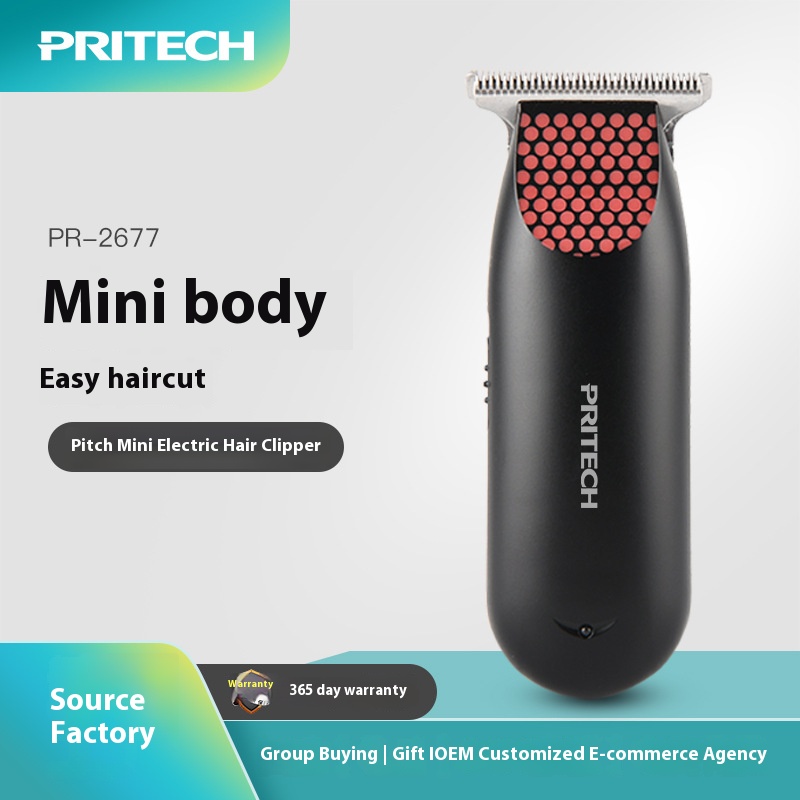 PRITECH
PR-2677
Mini body
Easy haircut
Pitch Mini Electric Hair Clipper
PRITECH
Warranty
365 day warranty
Source
Factory
Group Buying | Gift IOEM Customized E-commerce Agency